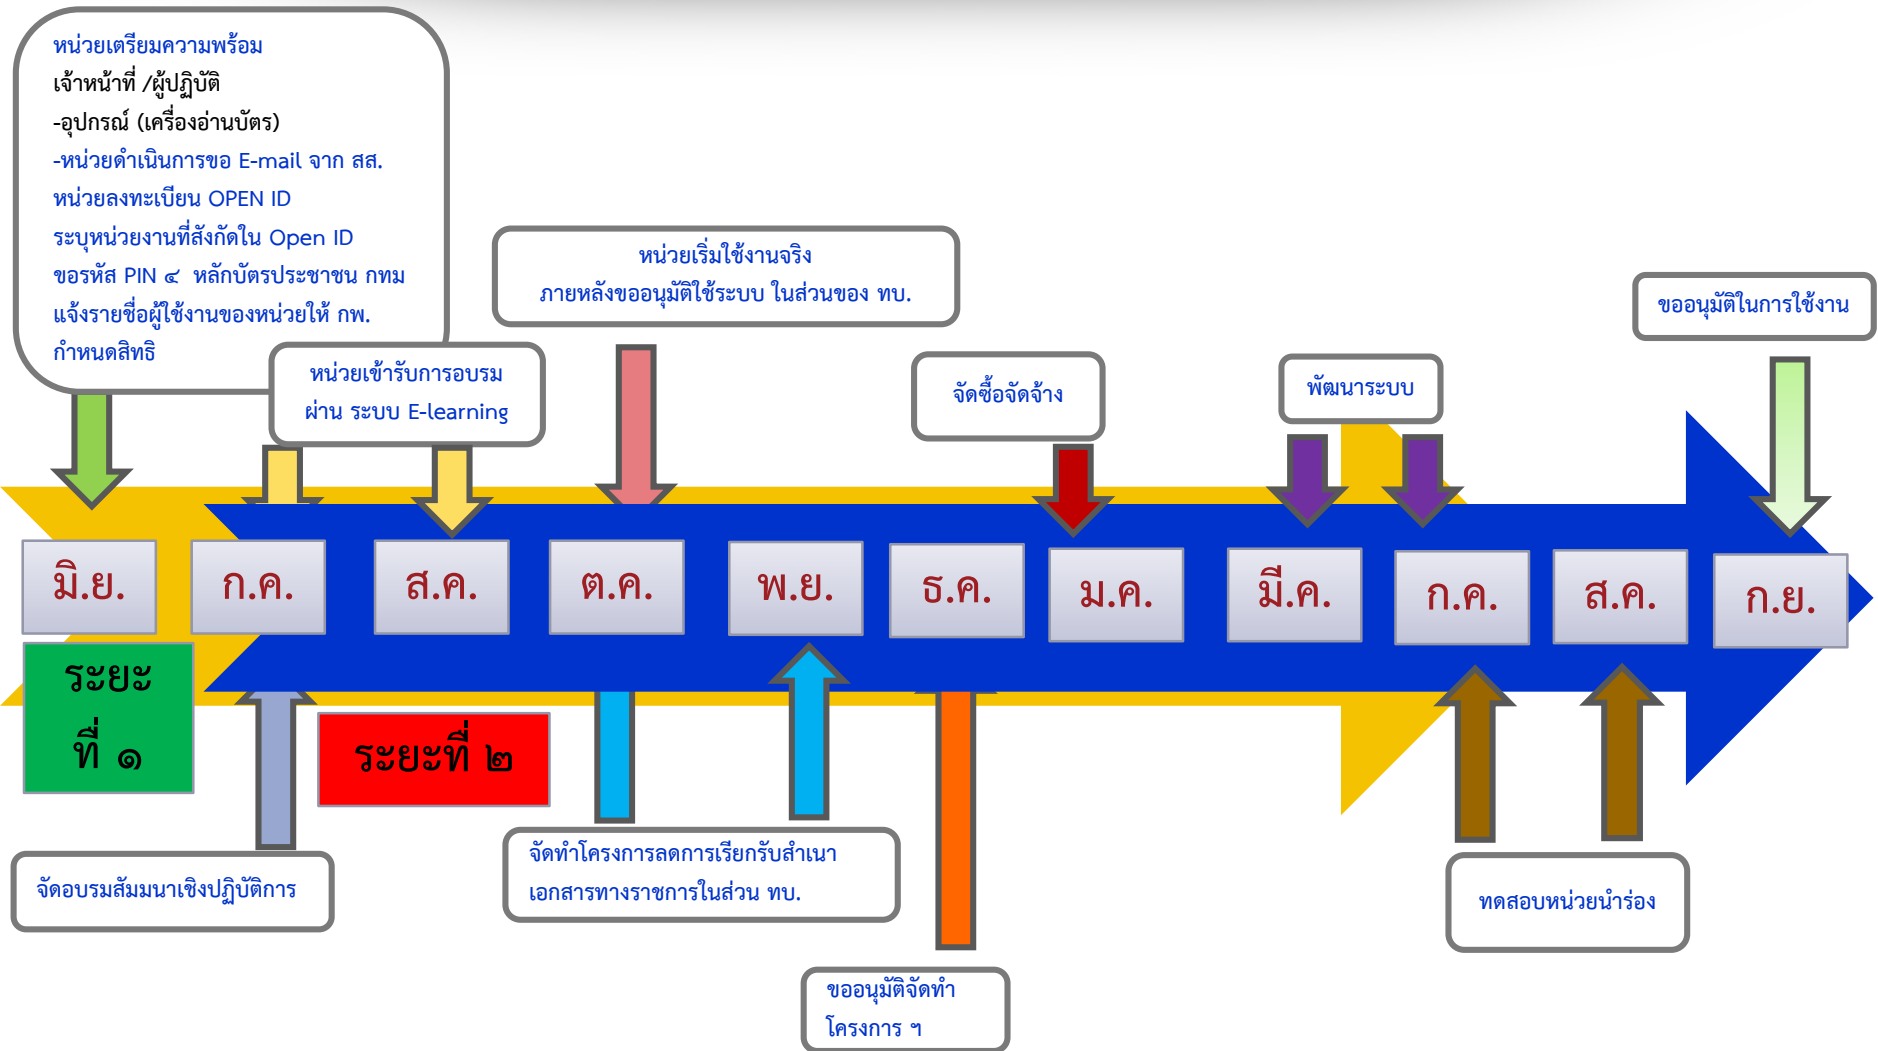 หน่วยเตรียมความพร้อม
เจ้าหน้าที่ /ผู้ปฏิบัติ
-อุปกรณ์ (เครื่องอ่านบัตร)
-หน่วยดำเนินการขอ E-mail จาก สส.
หน่วยลงทะเบียน OPEN ID
ระบุหน่วยงานที่สังกัดใน Open ID
ขอรหัส PIN ๔ หลักบัตรประชาชน กทม
แจ้งรายชื่อผู้ใช้งานของหน่วยให้ กพ.
กำหนดสิทธิ
หน่วยเข้ารับการอบรม
ผ่าน ระบบ E-learning
หน่วยเริ่มใช้งานจริง
ภายหลังขออนุมัติใช้ระบบ ในส่วนของ ทบ.
จัดซื้อจัดจ้าง
พัฒนาระบบ
ขออนุมัติในการใช้งาน
มิ.ย.
ก.ค.
ส.ค.
ต.ค.
พ.ย.
ธ.ค.
ม.ค.
มี.ค.
ก.ค.
ส.ค.
ก.ย.
ระยะ
ที่ ๑
ระยะที่ ๒
จัดอบรมสัมมนาเชิงปฏิบัติการ
จัดทำโครงการลดการเรียกรับสำเนา
เอกสารทางราชการในส่วน ทบ.
ขออนุมัติจัดทำ
โครงการ ฯ
ทดสอบหน่วยนำร่อง